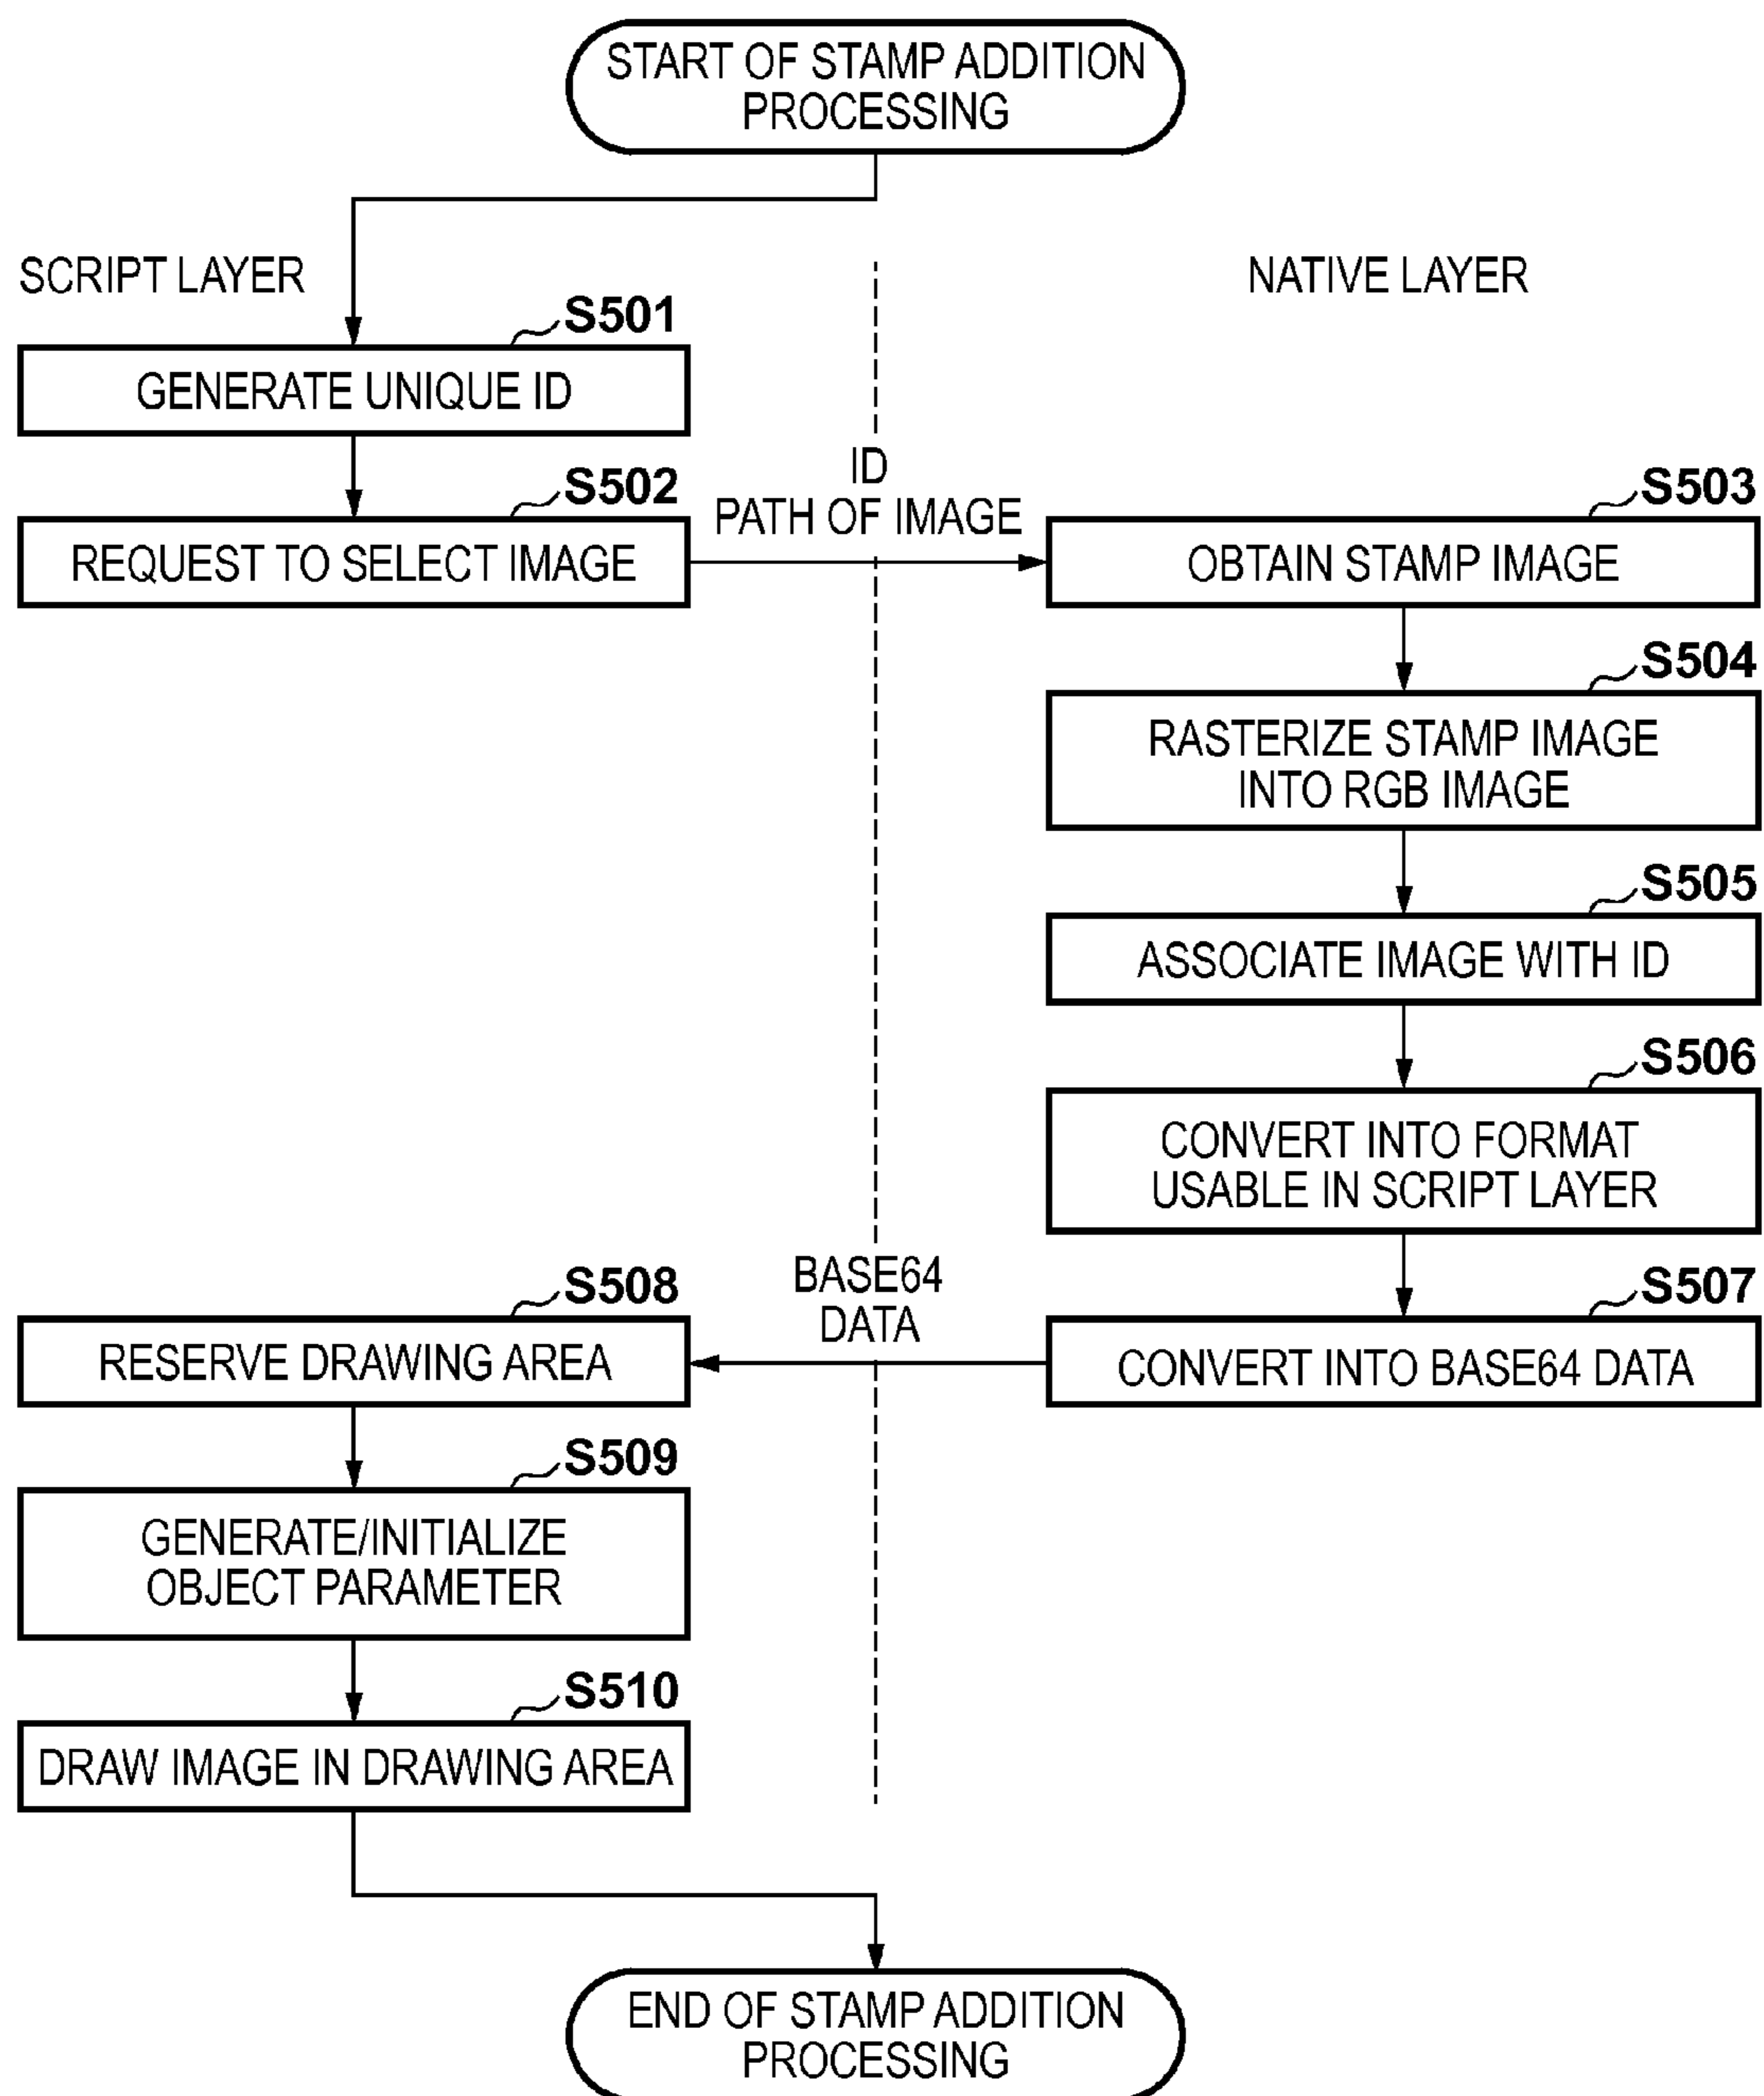 START OF STAMP ADDITION
PROCESSING
SCRIPT LAYER
NATIVE LAYER
S501
GENERATE UNIQUE ID
S502
REQUEST TO SELECT IMAGE
ID
PATH OF IMAGE
S503
OBTAIN STAMP IMAGE
S504
RASTERIZE STAMP IMAGE
INTO RGB IMAGE
S505
ASSOCIATE IMAGE WITH ID
S506
CONVERT INTO FORMAT
USABLE IN SCRIPT LAYER
S507
CONVERT INTO BASE64 DATA
BASE64
DATA
S508
RESERVE DRAWING AREA
S509
GENERATE/INITIALIZE
OBJECT PARAMETER
S510
DRAW IMAGE IN DRAWING AREA
END OF STAMP ADDITION
PROCESSING